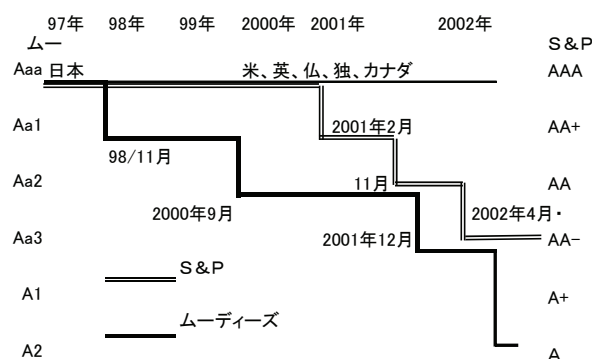 97年 98年 99年 2000年 2001年 2002年
ムー S&P
Aaa 日本 米、英、仏、独、カナダ AAA
Aa1 2001年2月 AA+
98/11月
Aa2 11月 AA
2000年9月 2002年4月・
Aa3 2001年12月 AA−
S&P
A1 A+
ムーディーズ
A2 A